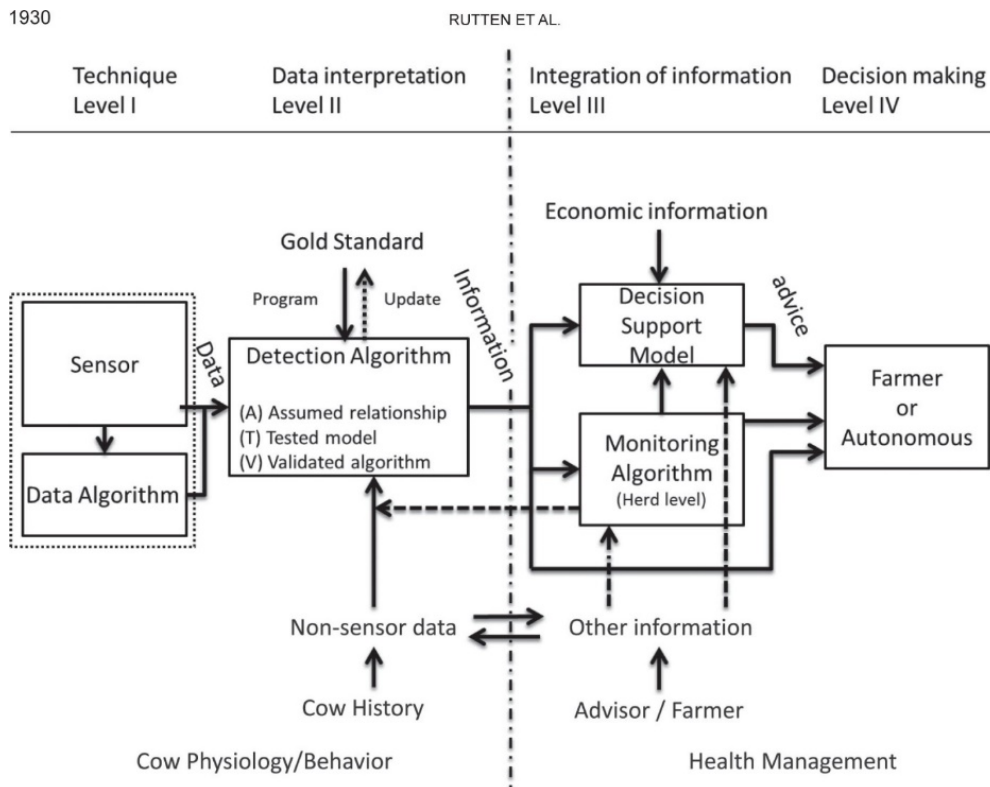 1930
RUTTEN ET AL.
Technique
Level I
Data interpretation
Level II
Integration of information
Level III
Decision making
Level IV
Economic information
Gold Standard
Program
Update
Information
Decision
Support
Model
advice
Sensor
Data
Detection Algorithm
(A) Assumed relationship
(T) Tested model
(V) Validated algorithm
Farmer
or
Autonomous
Monitoring
Algorithm
(Herd level)
Data Algorithm
Non-sensor data
Other information
Cow History
Advisor / Farmer
Cow Physiology/Behavior
Health Management